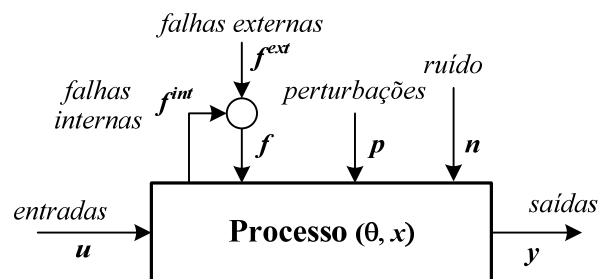 falhas externas
f^ext
ruído
falhas internas
f^int
perturbações
f
p
n
entradas
u
Processo (θ, x)
saídas
y